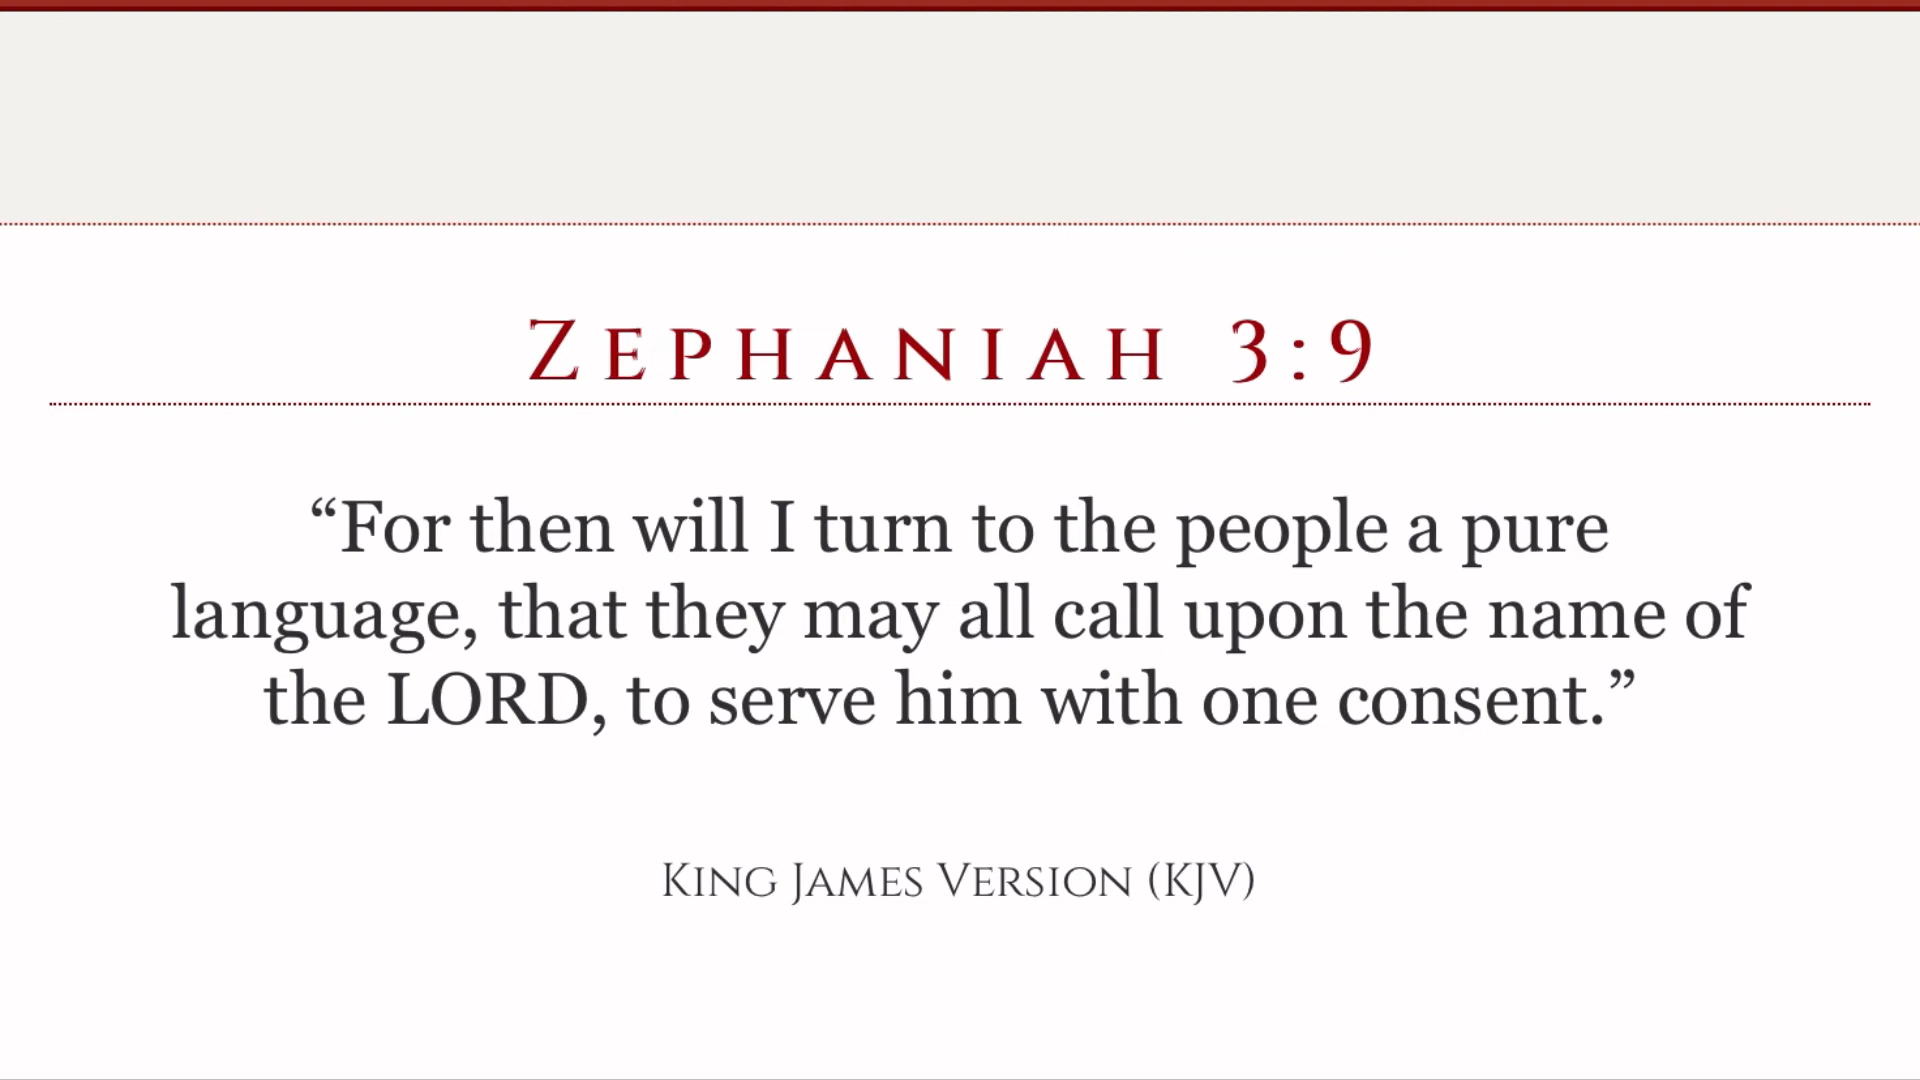 Zephaniah 3:9
“For then will I turn to the people a pure
language, that they may all call upon the name of
the LORD, to serve him with one consent.”
King James Version (KJV)